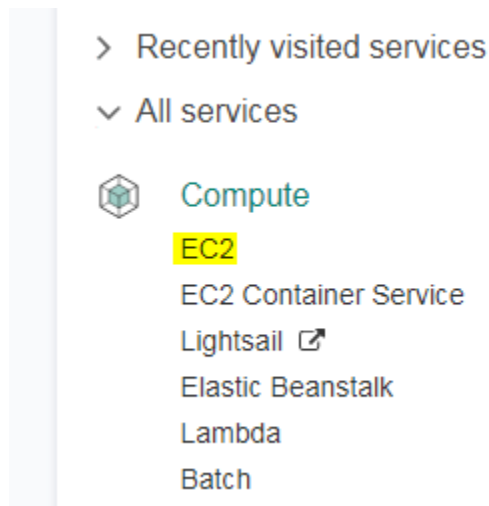 Recently visited services
All services
Compute
EC2
EC2 Container Service
Lightsail
Elastic Beanstalk
Lambda
Batch